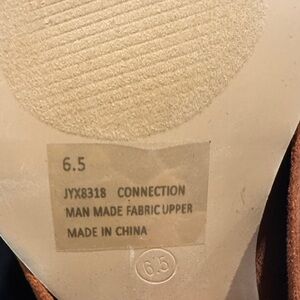 6.5
JYX8318 CONNECTION
MAN MADE FABRIC UPPER
MADE IN CHINA
6.5